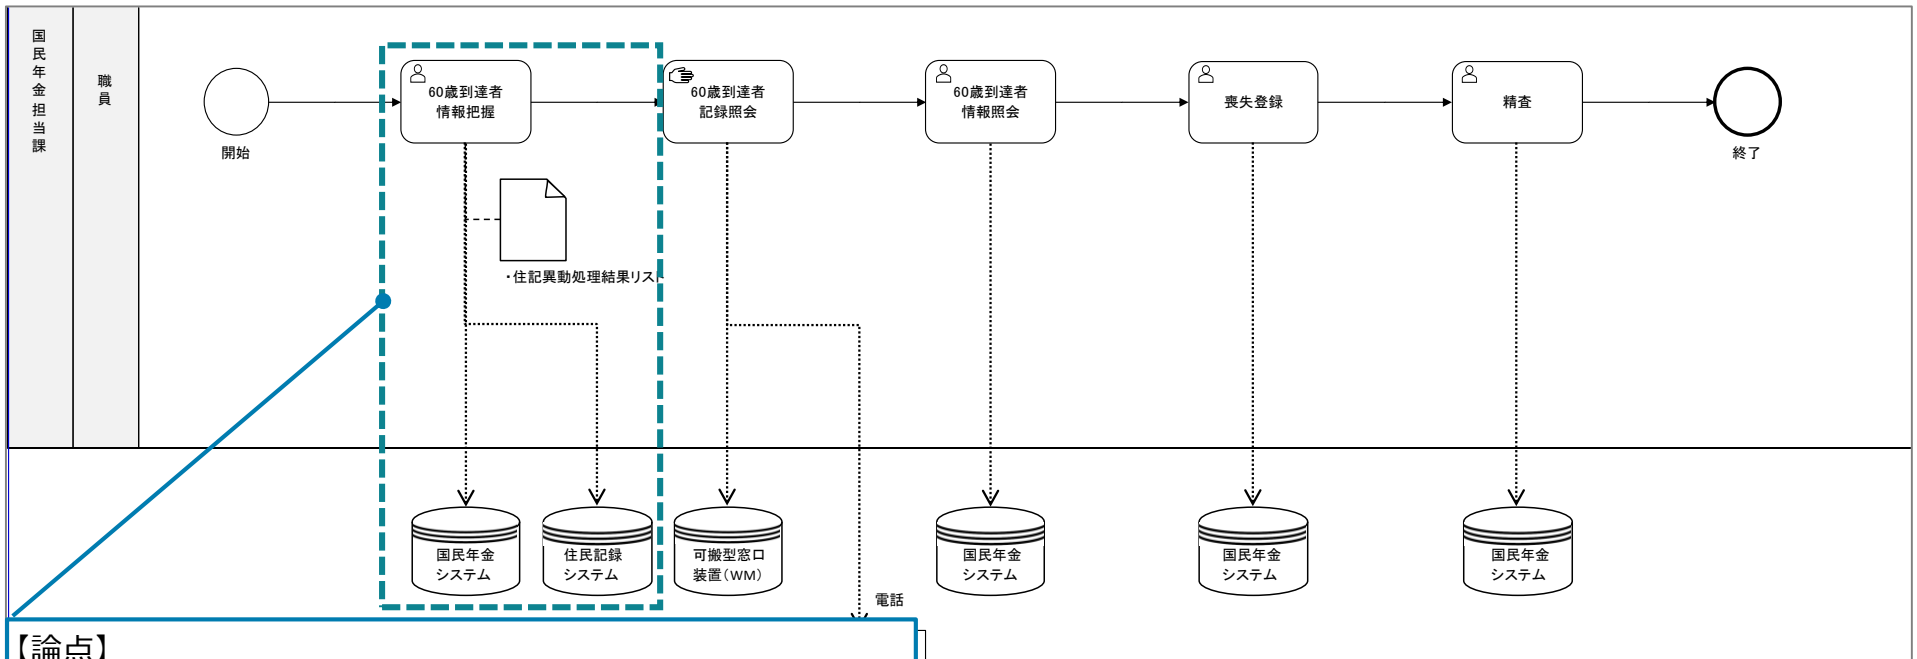 国民年金担当課
職員
開始
60歳到達者
情報把握
60歳到達者
記録照会
60歳到達者
情報照会
喪失登録
精査
終了
・住記異動処理結果リスト
国民年金
システム
住民記録
システム
可搬型窓口
装置(WM)
国民年金
システム
国民年金
システム
国民年金
システム
電話
【論点】